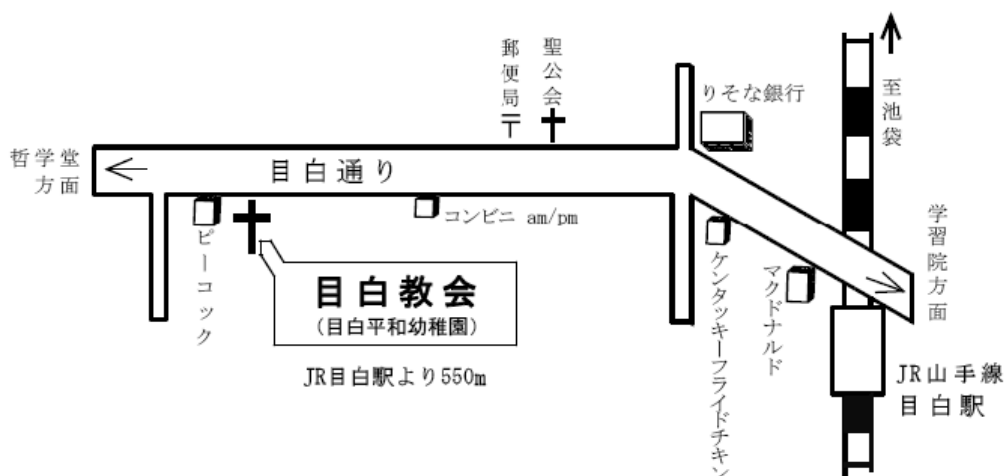 郵便局
〒
聖公会
りそな銀行
至池袋
哲学堂
方面
目白通り
コンビニ am/pm
ピーコック
学習院方面
ケンタッキーフライドチキン
マクドナルド
目白教会
(目白平和幼稚園)
JR目白駅より550m
JR山手線
目白駅